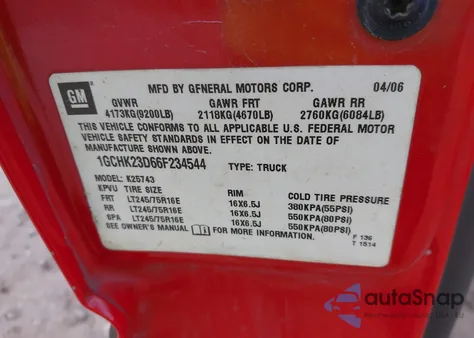 GM
MFD BY GENERAL MOTORS CORP. 04/06
GVWR GAWR FRT GAWR RR
4173KG(9200LB) 2118KG(4670LB) 2760KG(6084LB)
THIS VEHICLE CONFORMS TO ALL APPLICABLE U.S. FEDERAL MOTOR
VEHICLE SAFETY STANDARDS IN EFFECT ON THE DATE OF
MANUFACTURE SHOWN ABOVE.
1GCHK23D66F234544 TYPE: TRUCK
MODEL: K25743
KPVU TIRE SIZE RIM COLD TIRE PRESSURE
FRT LT245/75R16E 16X6.5J 380KPA(55PSI)
RR LT245/75R16E 16X6.5J 550KPA(80PSI)
SPA LT245/75R16E 16X6.5J 550KPA(80PSI)
SEE OWNER'S MANUAL FOR MORE INFORMATION.
F 136
T 1514
autoSnap